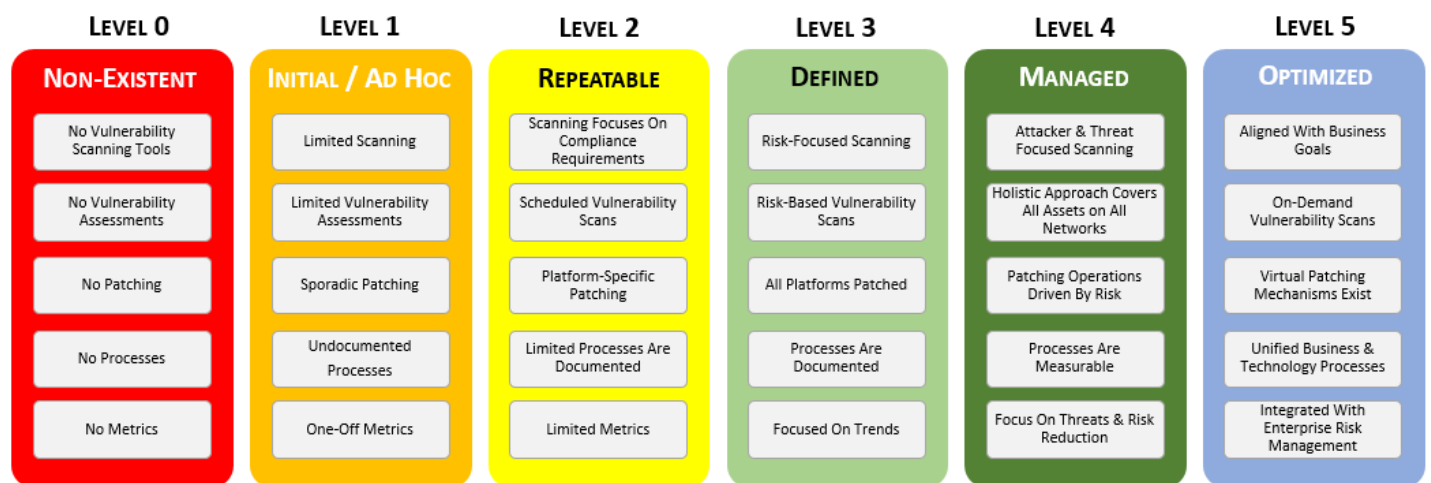 LEVEL 0
NON-EXISTENT
No Vulnerability
Scanning Tools
No Vulnerability
Assessments
No Patching
No Processes
No Metrics
LEVEL 1
INITIAL / AD HOC
Limited Scanning
Limited Vulnerability
Assessments
Sporadic Patching
Undocumented
Processes
One-Off Metrics
LEVEL 2
REPEATABLE
Scanning Focuses On
Compliance
Requirements
Scheduled Vulnerability
Scans
Platform-Specific
Patching
Limited Processes Are
Documented
Limited Metrics
LEVEL 3
DEFINED
Risk-Focused Scanning
Risk-Based Vulnerability
Scans
All Platforms Patched
Processes Are
Documented
Focused On Trends
LEVEL 4
MANAGED
Attacker & Threat
Focused Scanning
Holistic Approach Covers
All Assets on All
Networks
Patching Operations
Driven By Risk
Processes Are
Measurable
Focus On Threats & Risk
Reduction
LEVEL 5
OPTIMIZED
Aligned With Business
Goals
On-Demand
Vulnerability Scans
Virtual Patching
Mechanisms Exist
Unified Business &
Technology Processes
Integrated With
Enterprise Risk
Management